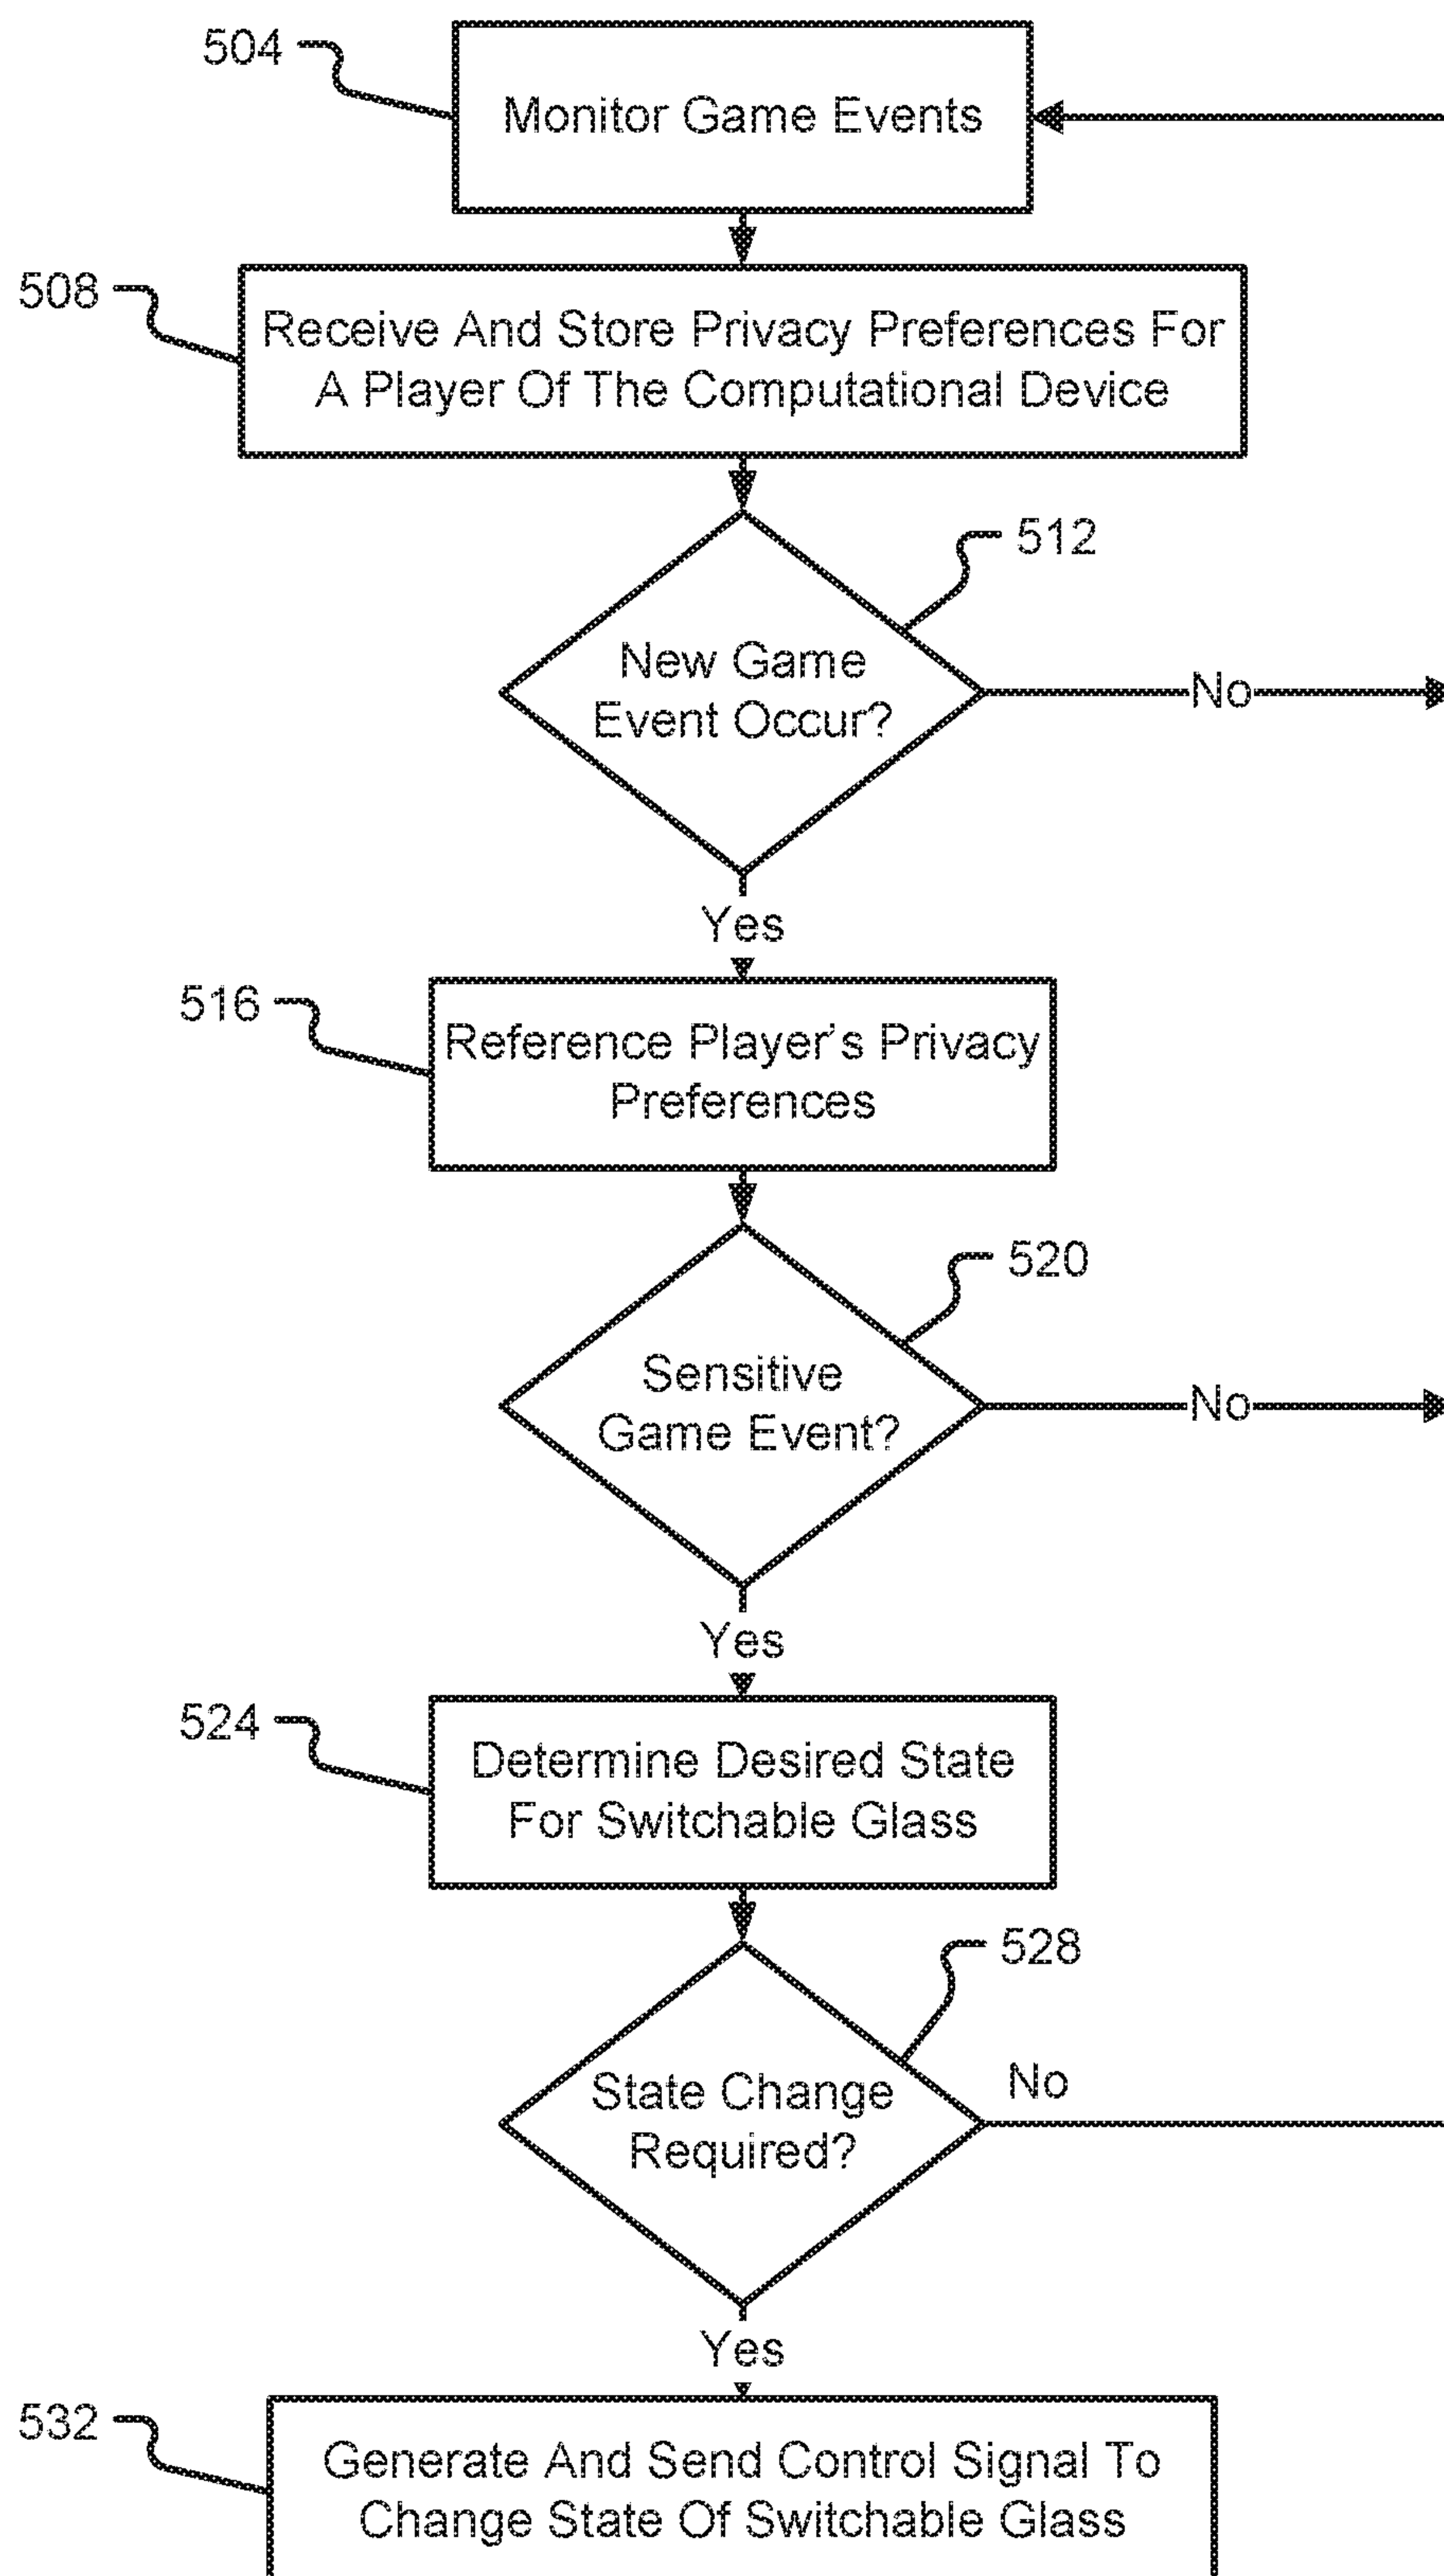 504
Monitor Game Events
508
Receive And Store Privacy Preferences For
A Player Of The Computational Device
512
New Game
Event Occur?
No
Yes
516
Reference Player's Privacy
Preferences
520
Sensitive
Game Event?
No
Yes
524
Determine Desired State
For Switchable Glass
528
State Change
Required?
No
Yes
532
Generate And Send Control Signal To
Change State Of Switchable Glass